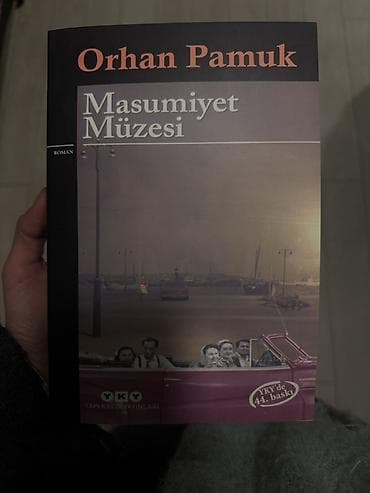 Orhan Pamuk
Masumiyet
Müzesi
ROMAN
YKY'de
44. baskı
YKY
YAPI KREDİ YAYINLARI